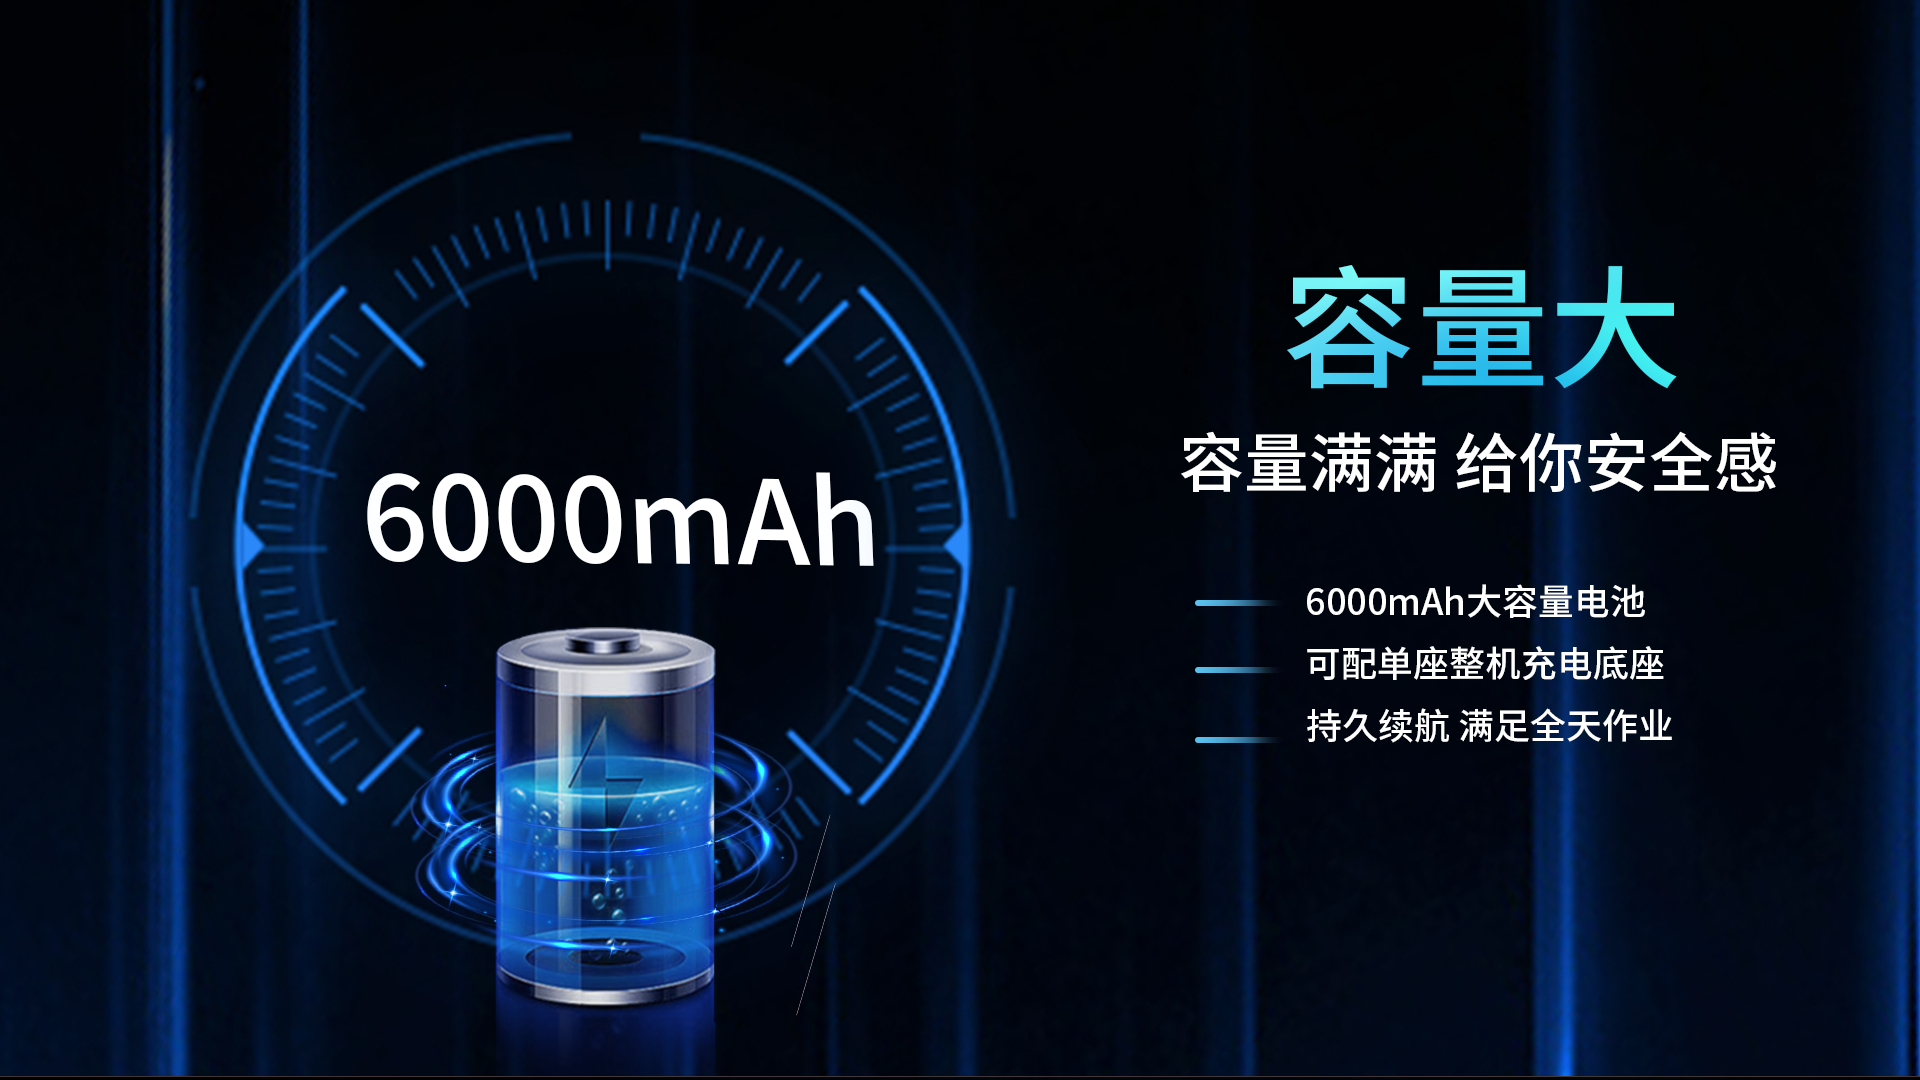 6000mAh
容量大
容量满满 给你安全感
6000mAh大容量电池
可配单座整机充电底座
持久续航 满足全天作业